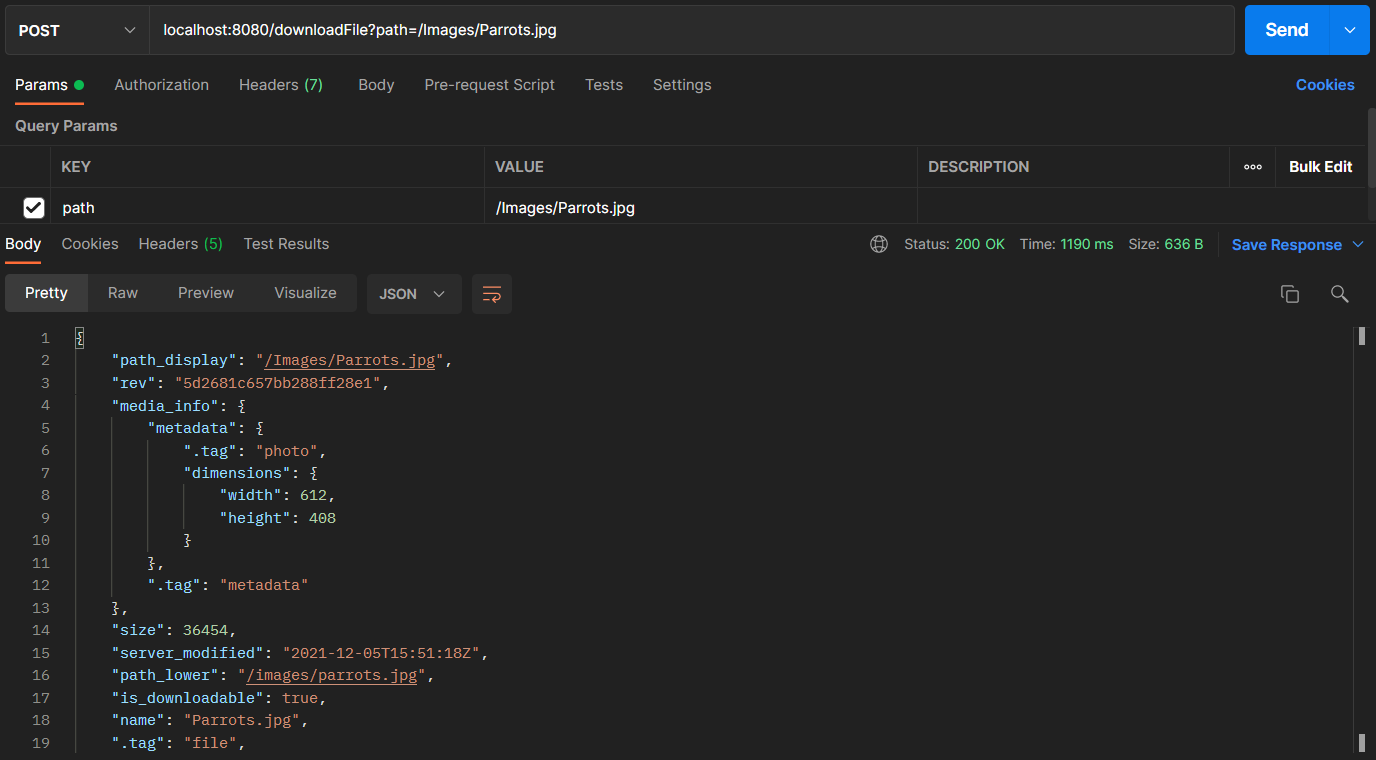 POST localhost:8080/downloadFile?path=/Images/Parrots.jpg Send
Params Authorization Headers (7) Body Pre-request Script Tests Settings Cookies
Query Params
KEY VALUE DESCRIPTION ooo Bulk Edit
path /Images/Parrots.jpg
Body Cookies Headers (5) Test Results Status: 200 OK Time: 1190 ms Size: 636 B Save Response
Pretty Raw Preview Visualize JSON
1 {
2 "path_display": "/Images/Parrots.jpg",
3 "rev": "5d2681c657bb288ff28e1",
4 "media_info": {
5 "metadata": {
6 ".tag": "photo",
7 "dimensions": {
8 "width": 612,
9 "height": 408
10 }
11 },
12 ".tag": "metadata"
13 },
14 "size": 36454,
15 "server_modified": "2021-12-05T15:51:18Z",
16 "path_lower": "/images/parrots.jpg",
17 "is_downloadable": true,
18 "name": "Parrots.jpg",
19 ".tag": "file",